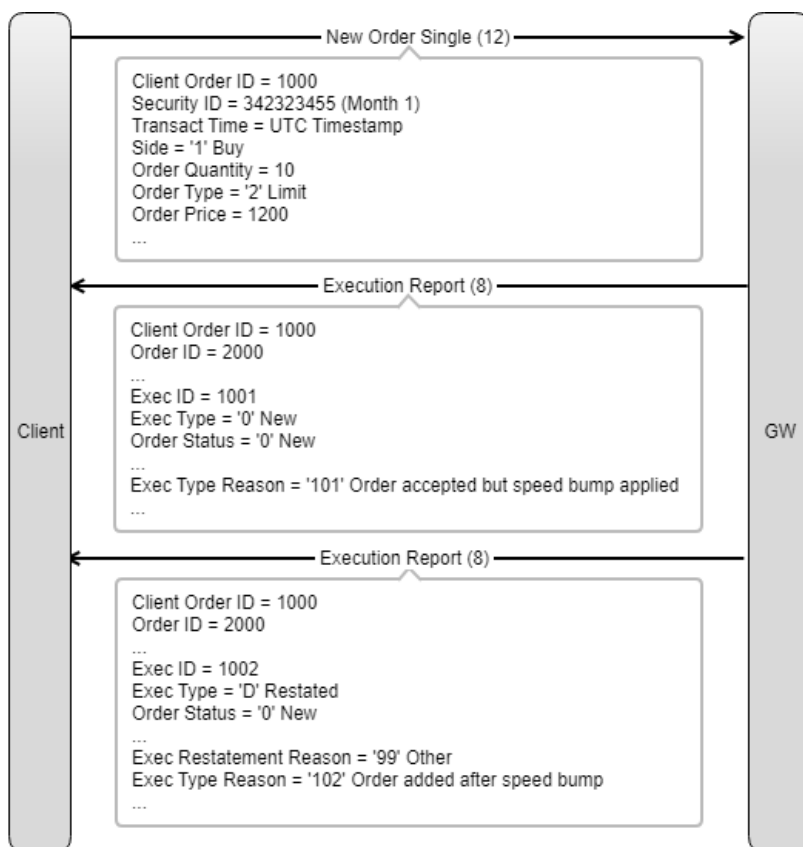 New Order Single (12)
Client Order ID = 1000
Security ID = 342323455 (Month 1)
Transact Time = UTC Timestamp
Side = '1' Buy
Order Quantity = 10
Order Type = '2' Limit
Order Price = 1200
...
Execution Report (8)
Client Order ID = 1000
Order ID = 2000
...
Exec ID = 1001
Exec Type = '0' New
Order Status = '0' New
...
Exec Type Reason = '101' Order accepted but speed bump applied
...
Client
GW
Execution Report (8)
Client Order ID = 1000
Order ID = 2000
...
Exec ID = 1002
Exec Type = 'D' Restated
Order Status = '0' New
...
Exec Restatement Reason = '99' Other
Exec Type Reason = '102' Order added after speed bump
...